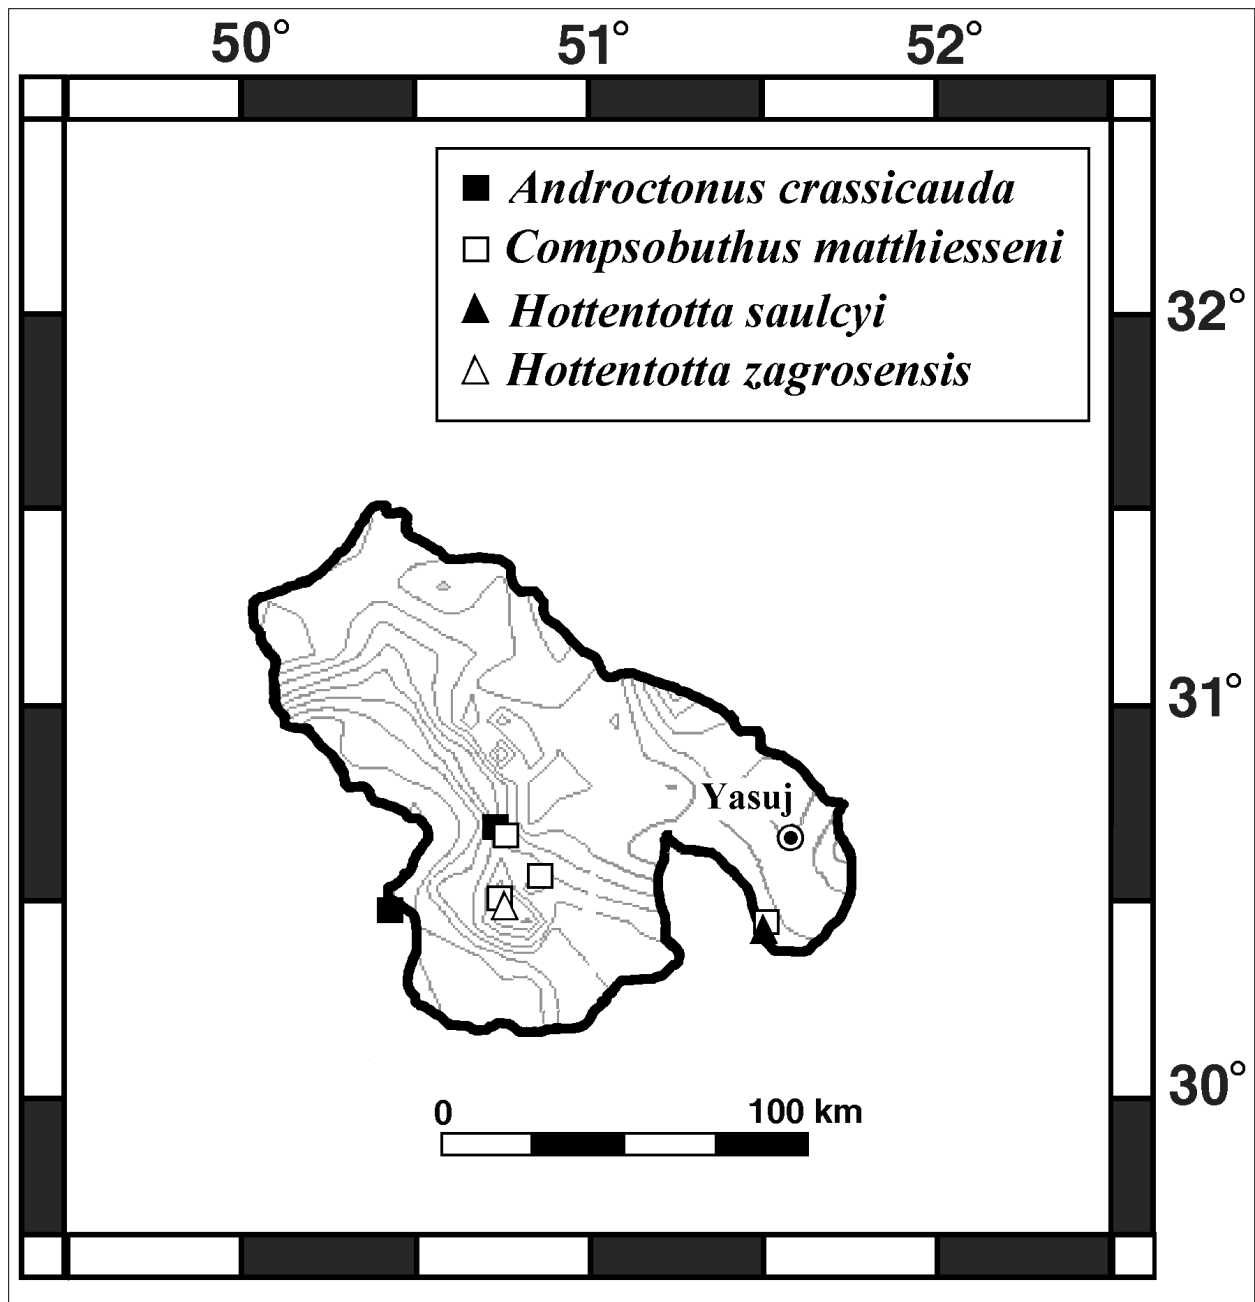 50° 51° 52°
Androctonus crassicauda
Compsobuthus matthiesseni
Hottentotta saulcyi
Hottentotta zagrosensis
32°
31°
Yasuj
30°
0 100 km